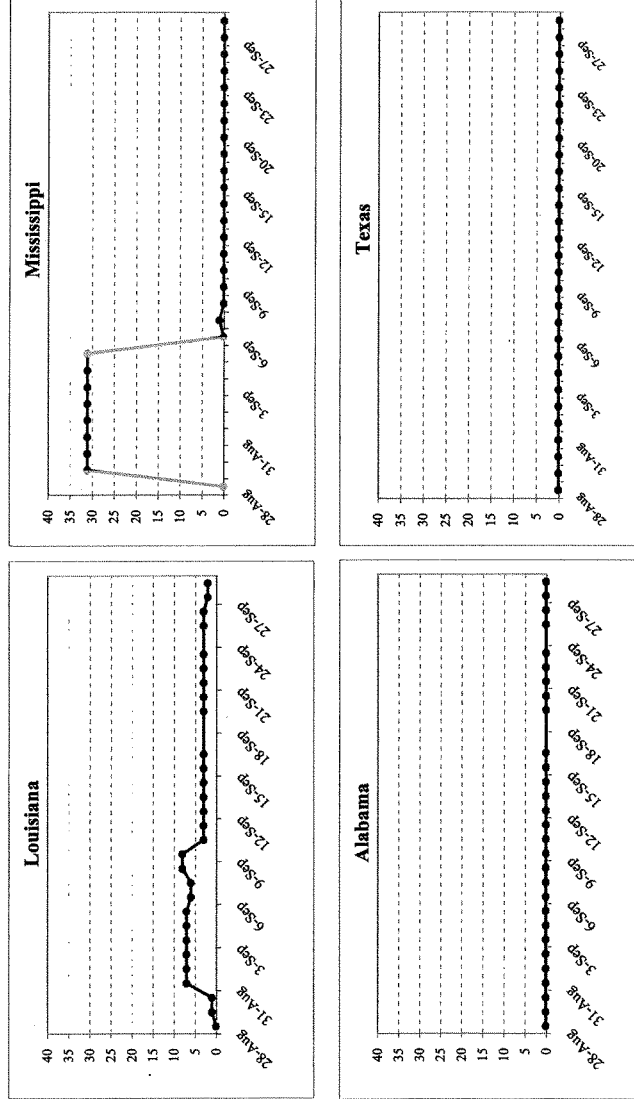 Louisiana
40
35
30
25
20
15
10
5
0
28-Aug
31-Aug
3-Sep
6-Sep
9-Sep
12-Sep
15-Sep
18-Sep
21-Sep
24-Sep
27-Sep
Mississippi
40
35
30
25
20
15
10
5
0
28-Aug
31-Aug
3-Sep
6-Sep
9-Sep
12-Sep
15-Sep
20-Sep
23-Sep
27-Sep
Alabama
40
35
30
25
20
15
10
5
0
28-Aug
31-Aug
3-Sep
6-Sep
9-Sep
12-Sep
15-Sep
18-Sep
21-Sep
24-Sep
27-Sep
Texas
40
35
30
25
20
15
10
5
0
28-Aug
31-Aug
3-Sep
6-Sep
9-Sep
12-Sep
15-Sep
20-Sep
23-Sep
27-Sep